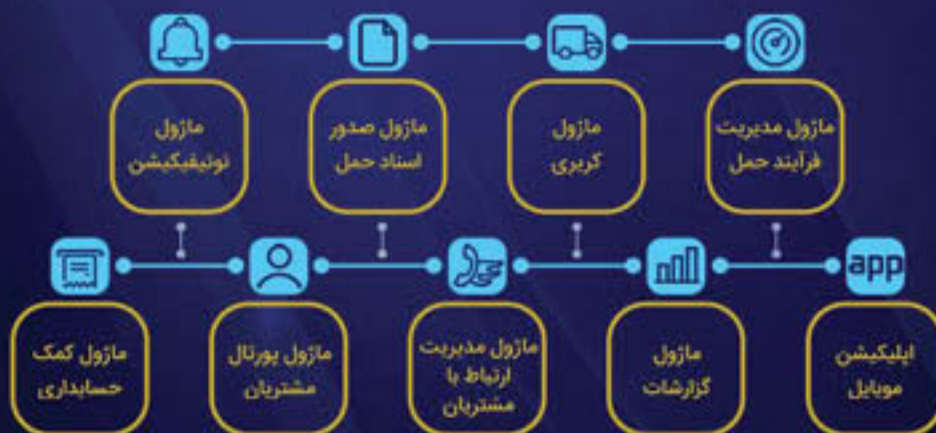 ماژول مدیریت
فرآیند حمل
ماژول
کریری
ماژول صدور
اسناد حمل
ماژول
نوتیفیکیشن
app
اپلیکیشن
موبایل
ماژول
گزارشات
ماژول مدیریت
ارتباط با
مشتریان
ماژول پورتال
مشتریان
ماژول کمک
حسابداری